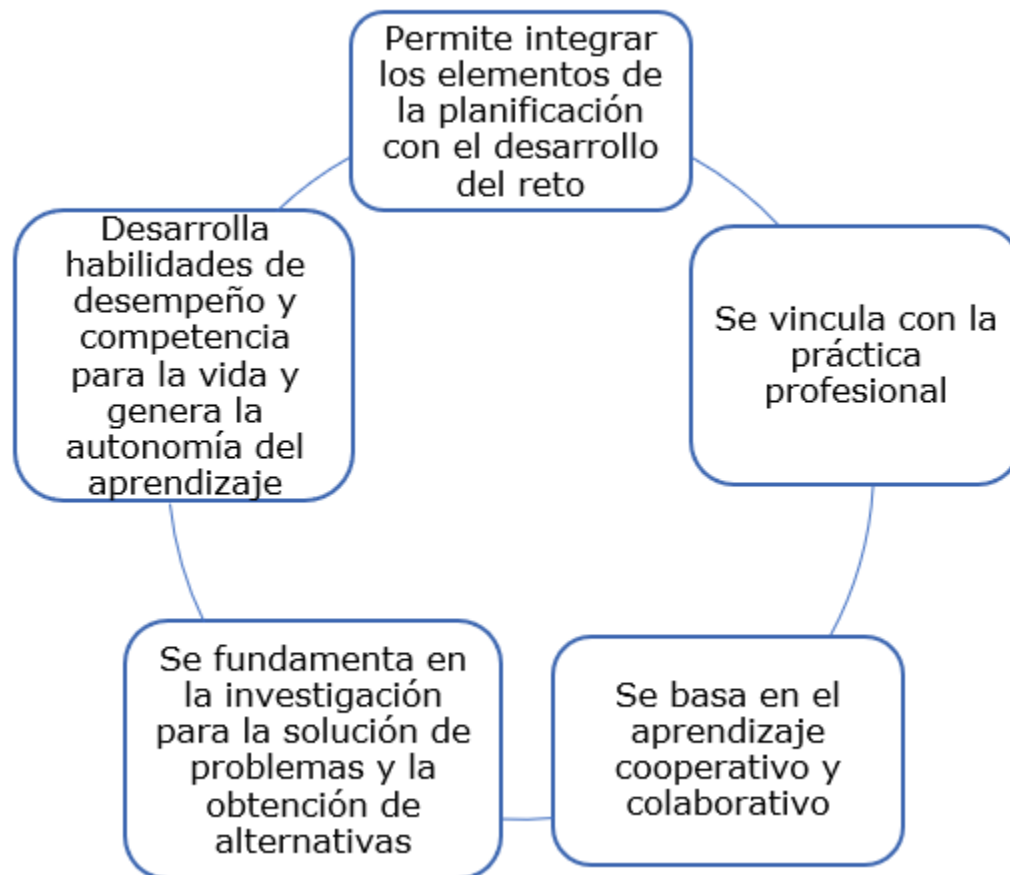 Permite integrar
los elementos de
la planificación
con el desarrollo
del reto
Se vincula con la
práctica
profesional
Se basa en el
aprendizaje
cooperativo y
colaborativo
Se fundamenta en
la investigación
para la solución de
problemas y la
obtención de
alternativas
Desarrolla
habilidades de
desempeño y
competencia
para la vida y
genera la
autonomía del
aprendizaje